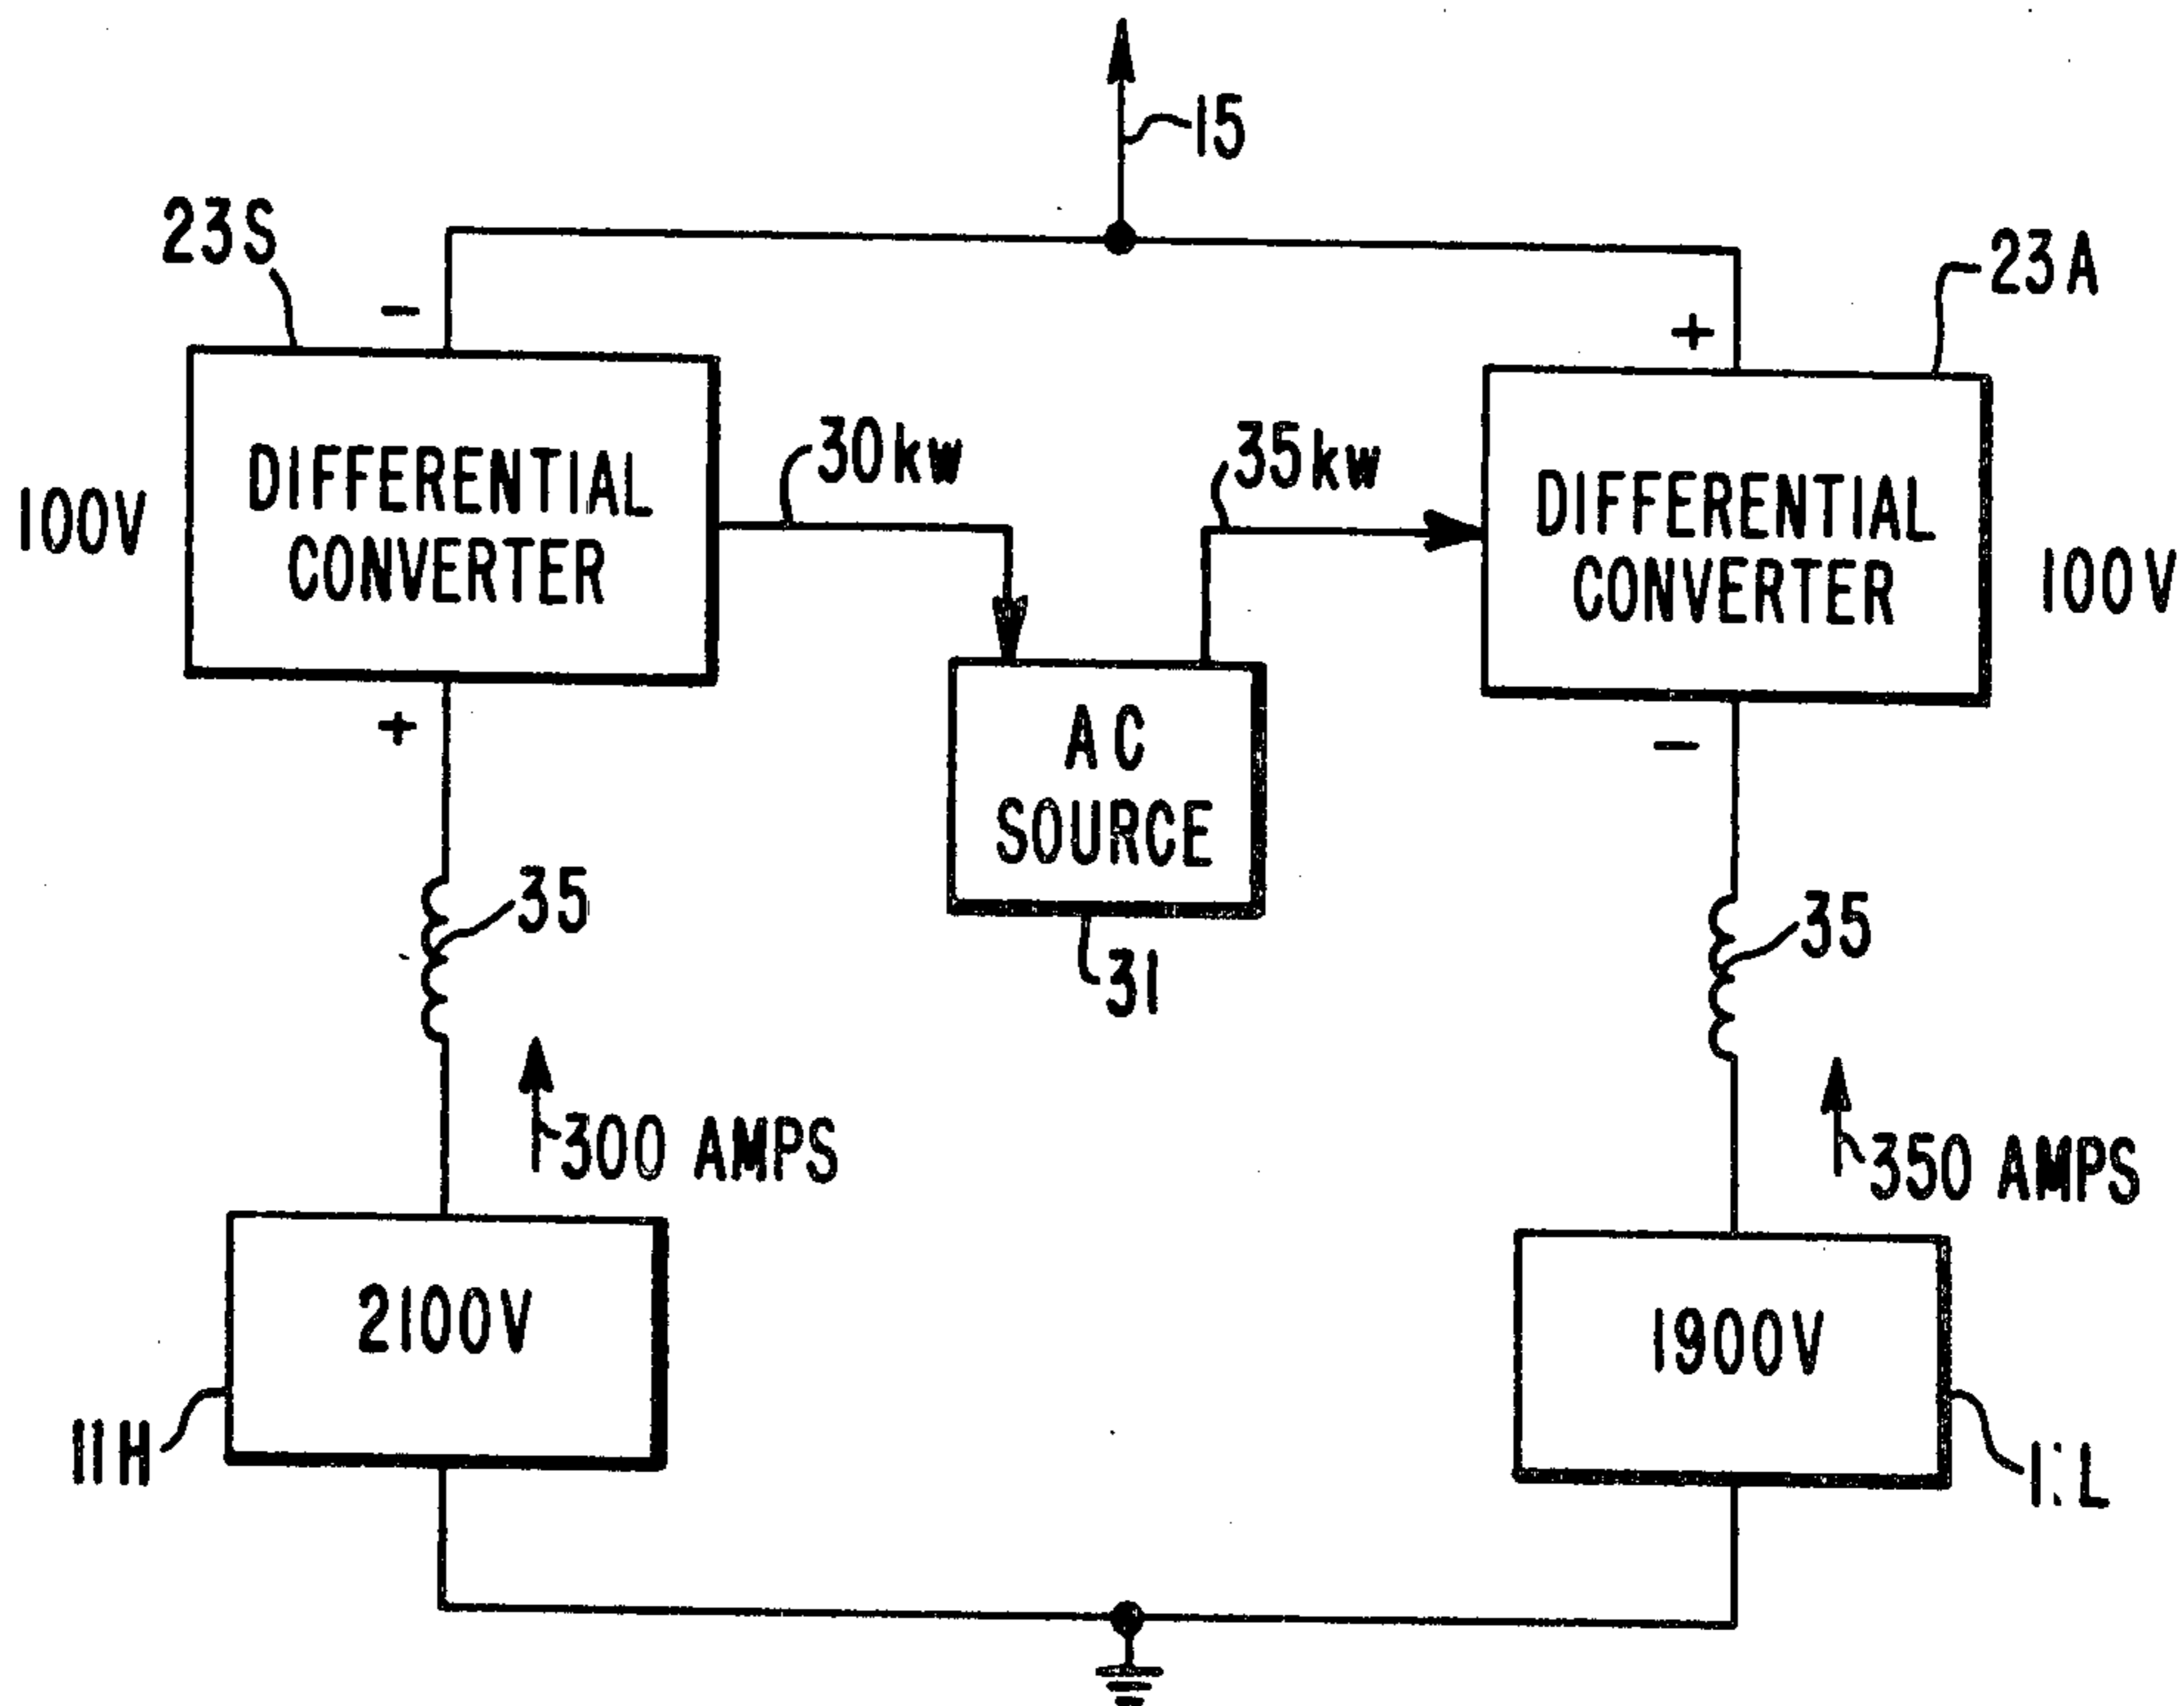 15
23S
23A
-
+
DIFFERENTIAL
CONVERTER
100V
30kw
35kw
DIFFERENTIAL
CONVERTER
100V
+
-
AC
SOURCE
31
35
35
300 AMPS
350 AMPS
2100V
1900V
11H